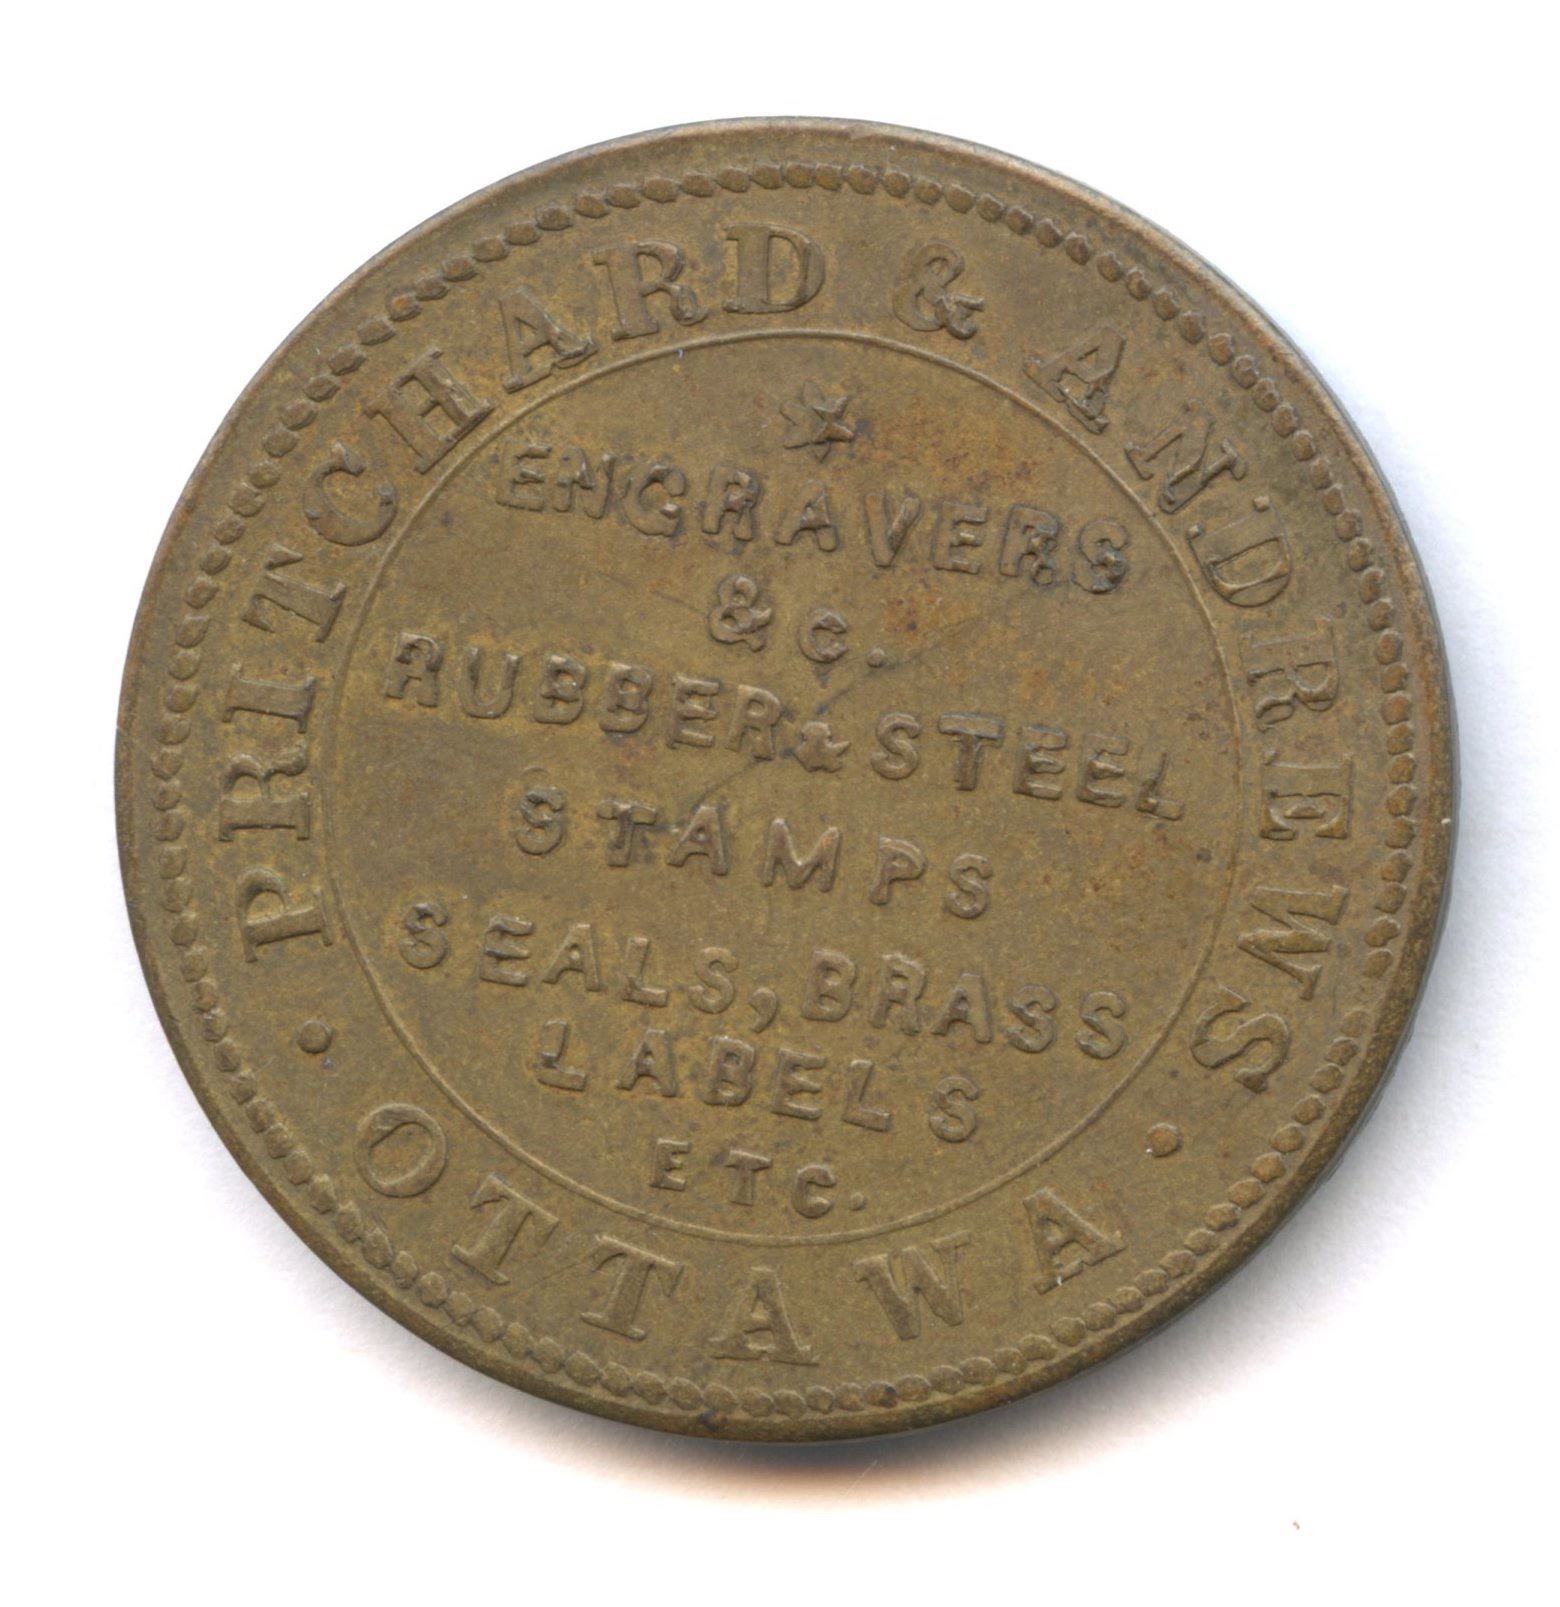 PRITCHARD & ANDREWS
ENGRAVERS
&C.
RUBBER & STEEL
STAMPS
SEALS, BRASS
LABELS
ETC.
• OTTAWA •